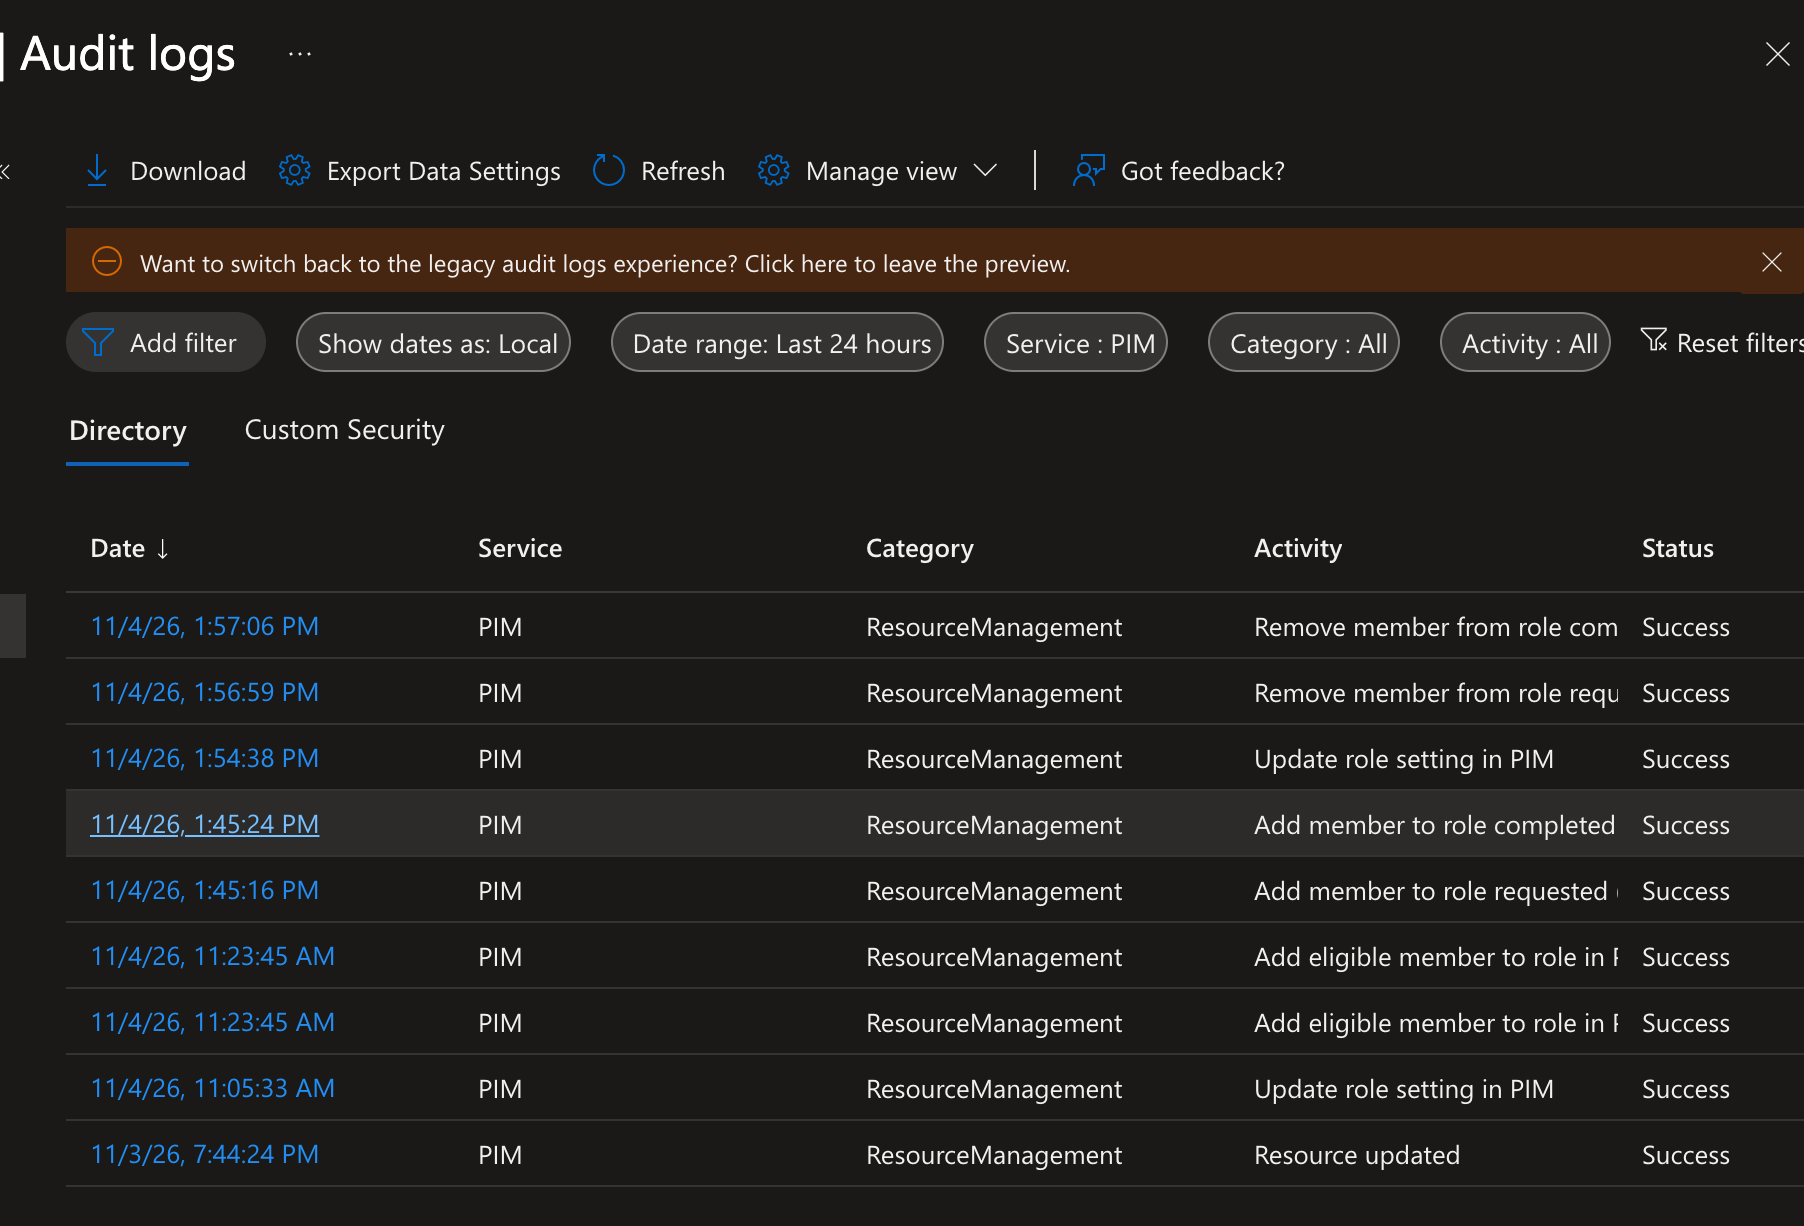 Audit logs ...
Download Export Data Settings Refresh Manage view Got feedback?
Want to switch back to the legacy audit logs experience? Click here to leave the preview.
Add filter Show dates as: Local Date range: Last 24 hours Service : PIM Category : All Activity : All Reset filters
Directory Custom Security
Date ↓ Service Category Activity Status
11/4/26, 1:57:06 PM PIM ResourceManagement Remove member from role com Success
11/4/26, 1:56:59 PM PIM ResourceManagement Remove member from role requ Success
11/4/26, 1:54:38 PM PIM ResourceManagement Update role setting in PIM Success
11/4/26, 1:45:24 PM PIM ResourceManagement Add member to role completed Success
11/4/26, 1:45:16 PM PIM ResourceManagement Add member to role requested ( Success
11/4/26, 11:23:45 AM PIM ResourceManagement Add eligible member to role in Success
11/4/26, 11:23:45 AM PIM ResourceManagement Add eligible member to role in Success
11/4/26, 11:05:33 AM PIM ResourceManagement Update role setting in PIM Success
11/3/26, 7:44:24 PM PIM ResourceManagement Resource updated Success